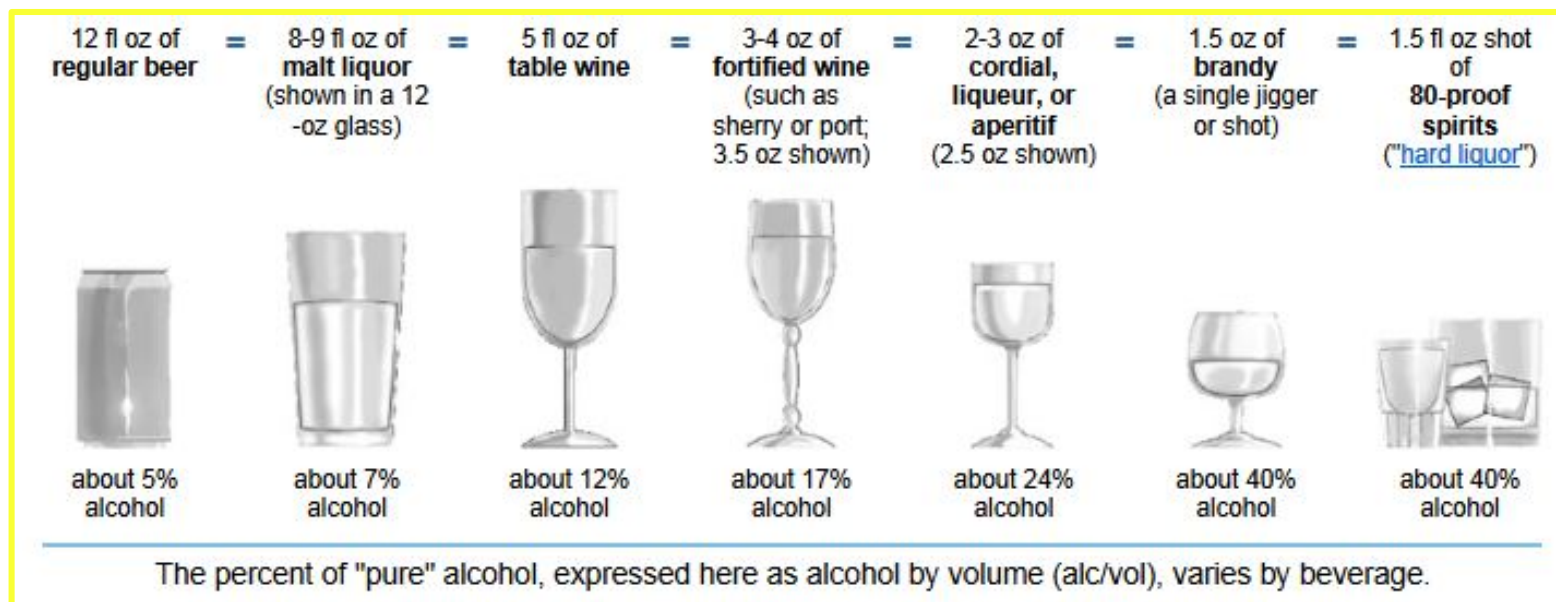 12 fl oz of
regular beer
=
8-9 fl oz of
malt liquor
(shown in a 12
-oz glass)
=
5 fl oz of
table wine
=
3-4 oz of
fortified wine
(such as
sherry or port;
3.5 oz shown)
=
2-3 oz of
cordial,
liqueur, or
aperitif
(2.5 oz shown)
=
1.5 oz of
brandy
(a single jigger
or shot)
=
1.5 fl oz shot
of
80-proof
spirits
("hard liquor")
about 5%
alcohol
about 7%
alcohol
about 12%
alcohol
about 17%
alcohol
about 24%
alcohol
about 40%
alcohol
about 40%
alcohol
The percent of "pure" alcohol, expressed here as alcohol by volume (alc/vol), varies by beverage.